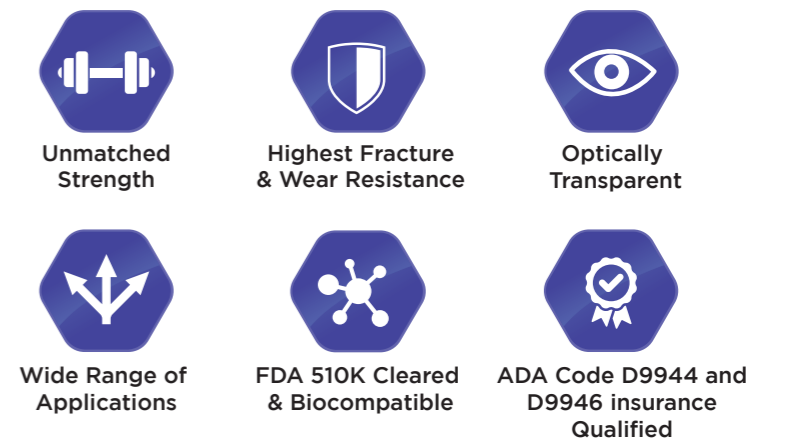 Unmatched
Strength
Highest Fracture
& Wear Resistance
Optically
Transparent
Wide Range of
Applications
FDA 510K Cleared
& Biocompatible
ADA Code D9944 and
D9946 insurance
Qualified